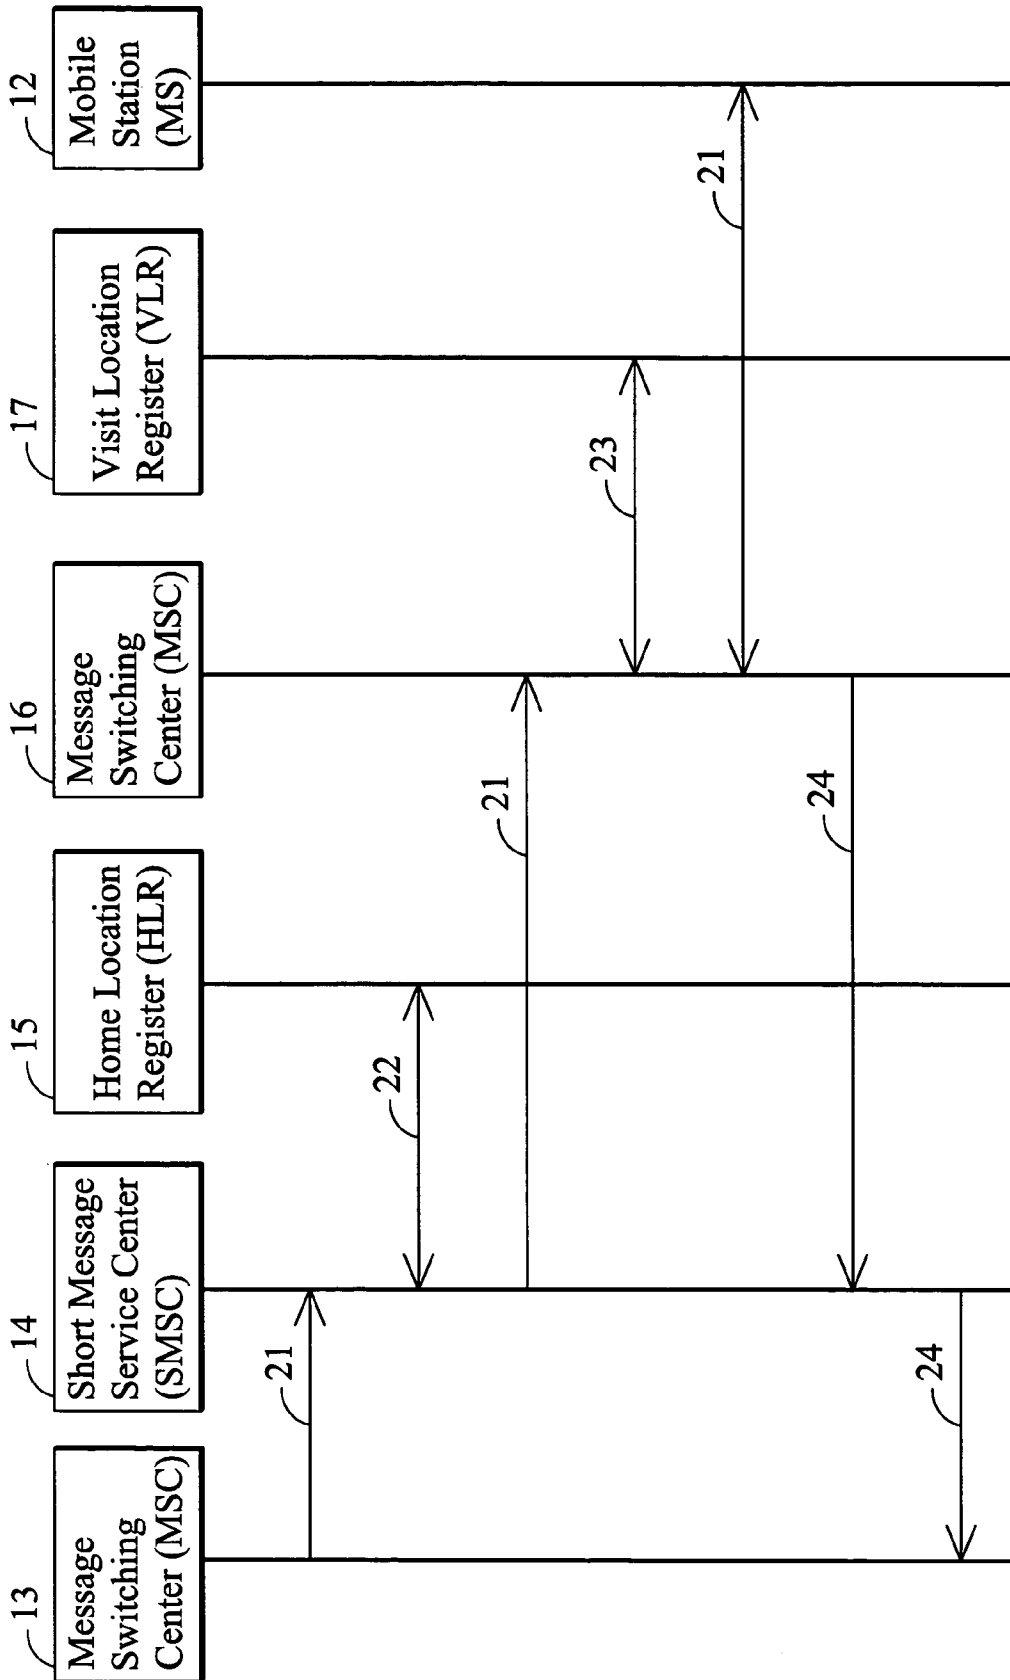 13
Message
Switching
Center (MSC)
14
Short Message
Service Center
(SMSC)
15
Home Location
Register (HLR)
16
Message
Switching
Center (MSC)
17
Visit Location
Register (VLR)
12
Mobile
Station
(MS)
21
22
21
23
21
24
24